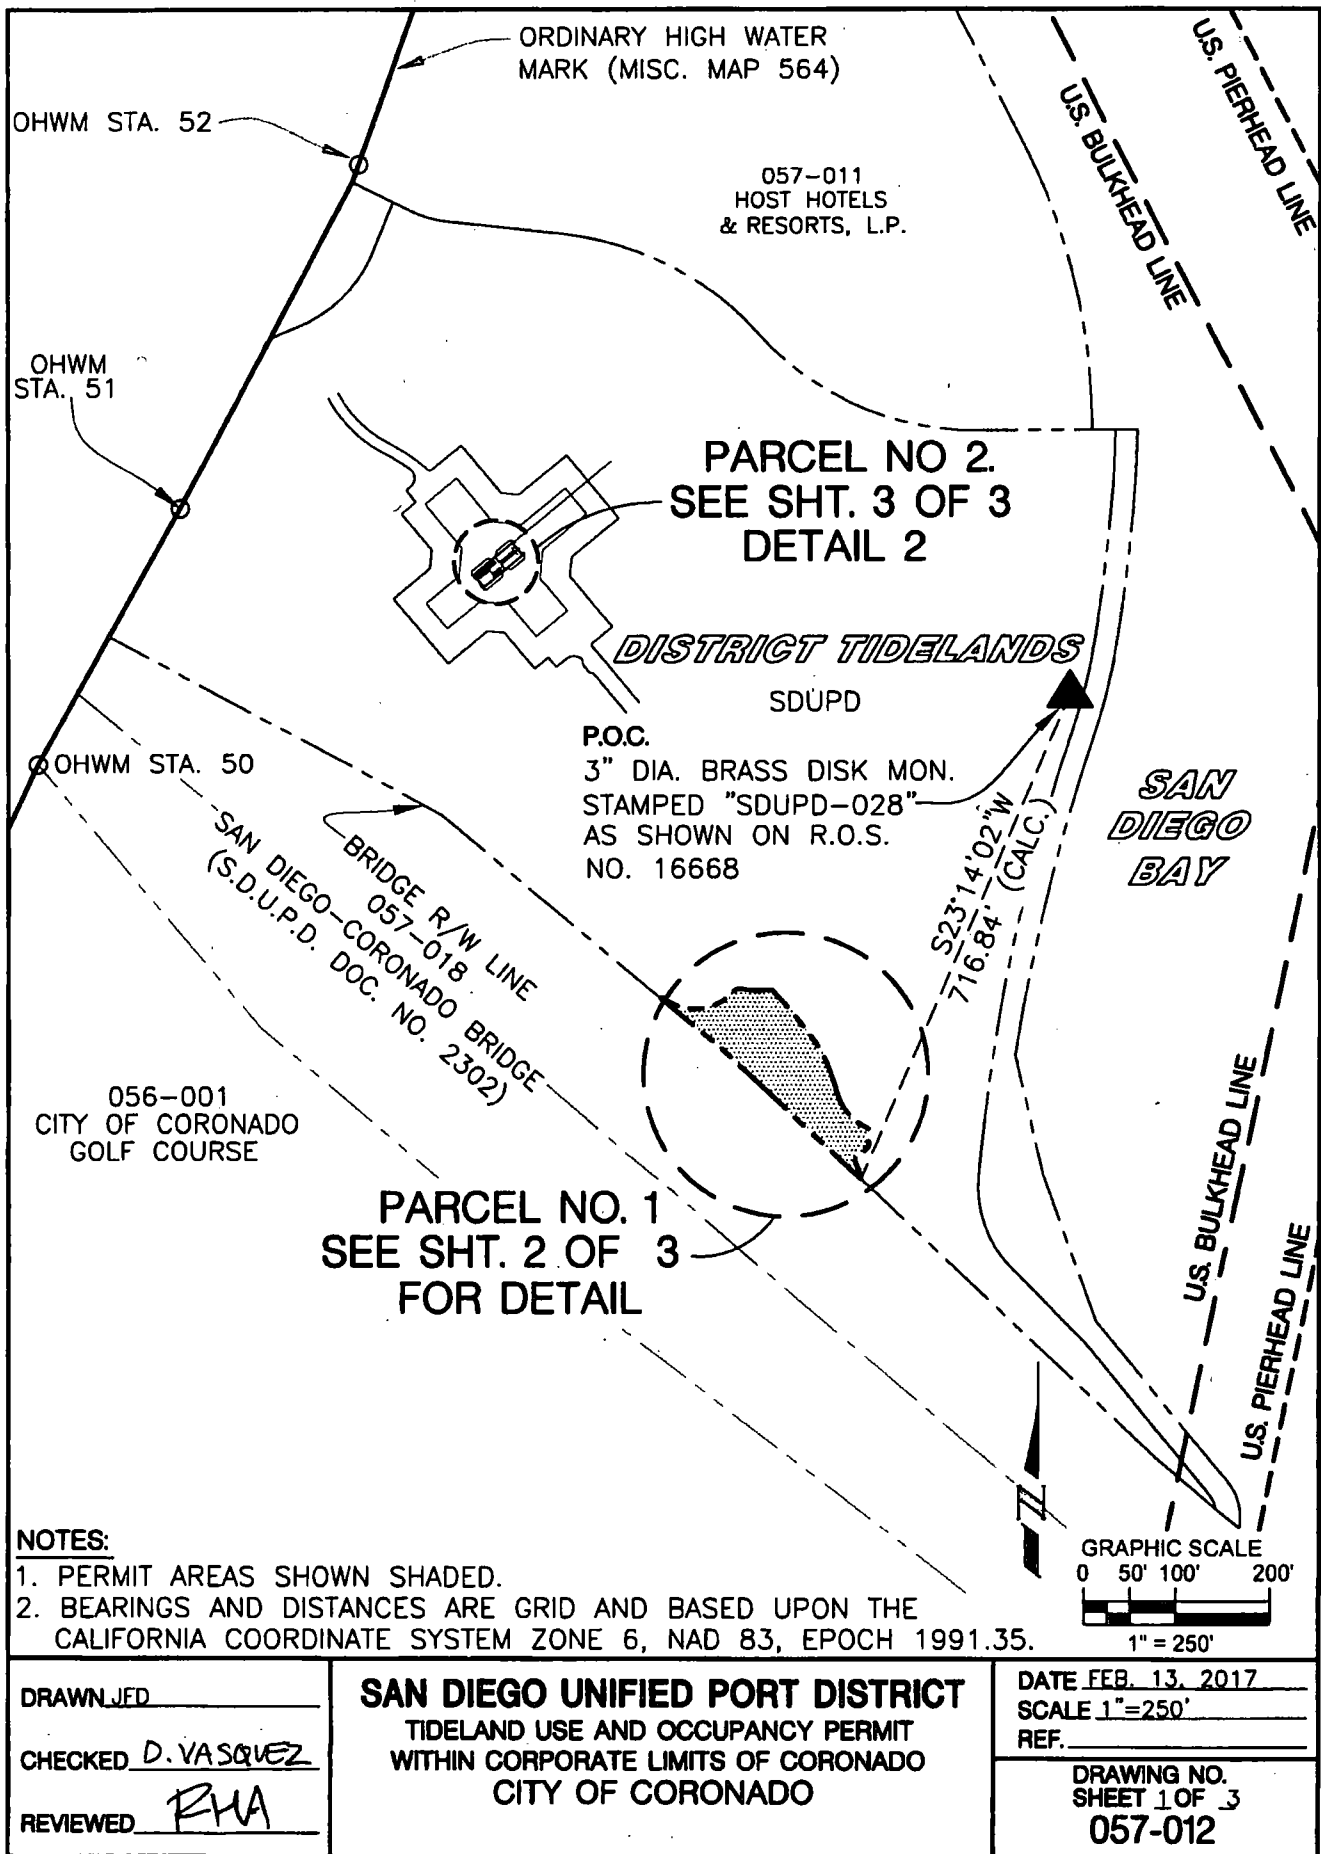 ORDINARY HIGH WATER
MARK (MISC. MAP 564)
OHWM STA. 52
U.S. PIERHEAD LINE
U.S. BULKHEAD LINE
057-011
HOST HOTELS
& RESORTS, L.P.
OHWM
STA. 51
PARCEL NO 2.
SEE SHT. 3 OF 3
DETAIL 2
DISTRICT TIDELANDS
SDUPD
P.O.C.
3" DIA. BRASS DISK MON.
STAMPED "SDUPD-028"
AS SHOWN ON R.O.S.
NO. 16668
OHWM STA. 50
SAN
DIEGO
BAY
S23°14'02"W
716.84' (CALC.)
BRIDGE R/W LINE
057-018
SAN DIEGO-CORONADO BRIDGE
(S.D.U.P.D. DOC. NO. 2302)
056-001
CITY OF CORONADO
GOLF COURSE
PARCEL NO. 1
SEE SHT. 2 OF 3
FOR DETAIL
U.S. BULKHEAD LINE
U.S. PIERHEAD LINE
N
NOTES:
1. PERMIT AREAS SHOWN SHADED.
2. BEARINGS AND DISTANCES ARE GRID AND BASED UPON THE
CALIFORNIA COORDINATE SYSTEM ZONE 6, NAD 83, EPOCH 1991.35.
GRAPHIC SCALE
0 50' 100' 200'
1" = 250'
DRAWN JFD
CHECKED D. VASQUEZ
REVIEWED RHA
SAN DIEGO UNIFIED PORT DISTRICT
TIDELAND USE AND OCCUPANCY PERMIT
WITHIN CORPORATE LIMITS OF CORONADO
CITY OF CORONADO
DATE FEB. 13, 2017
SCALE 1"=250'
REF.
DRAWING NO.
SHEET 1 OF 3
057-012